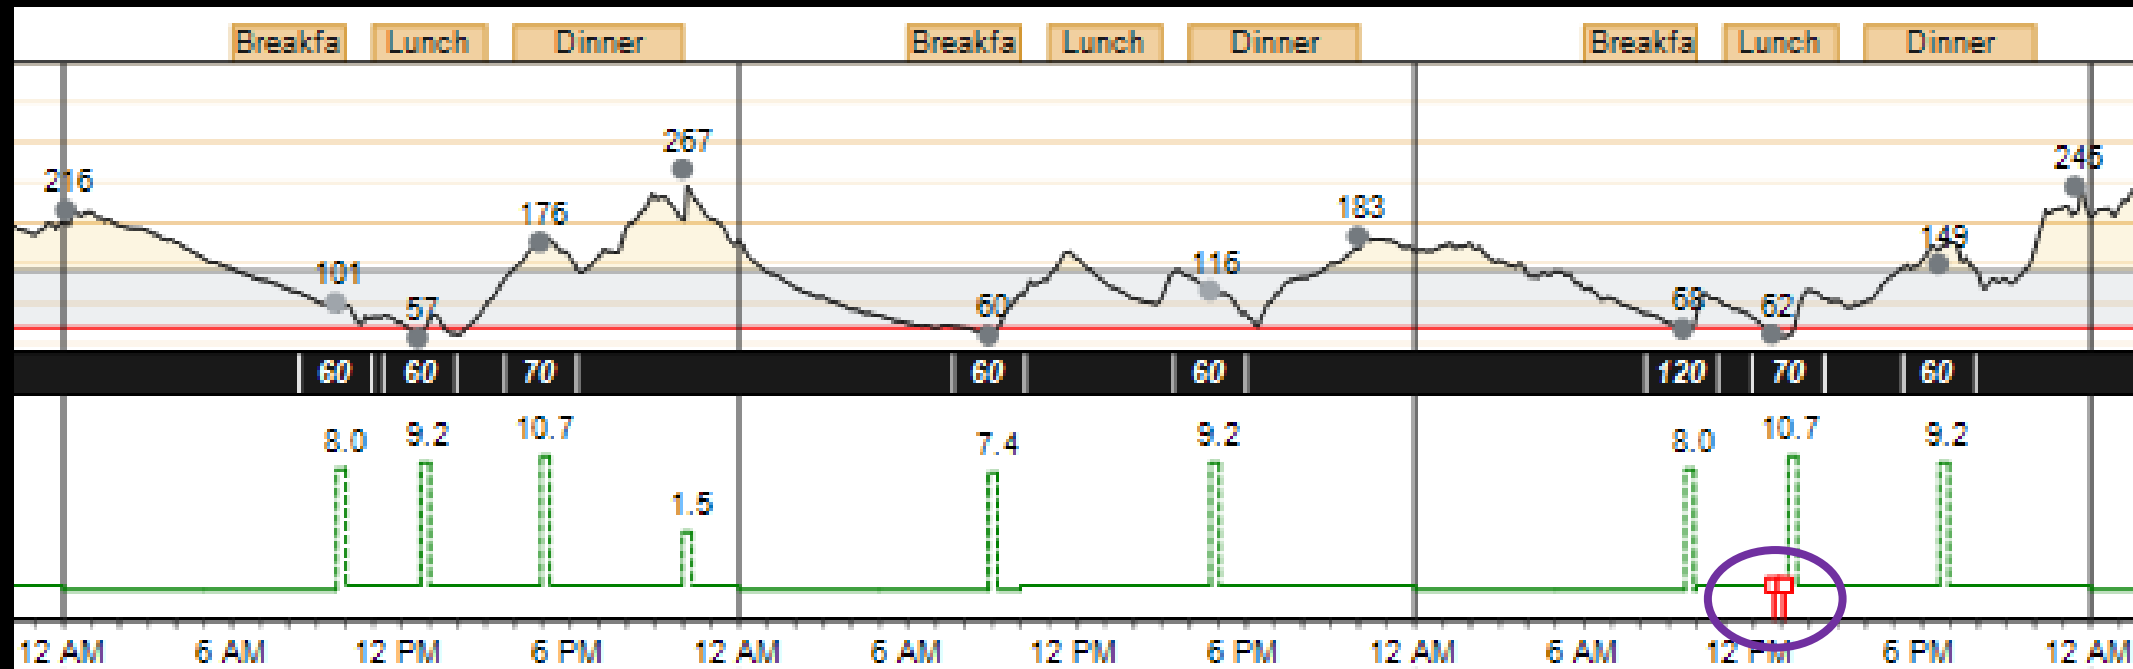 Breakfa Lunch Dinner Breakfa Lunch Dinner Breakfa Lunch Dinner
267
216 176 183 245
101 116 149
57 60 68 62
60 60 70 60 60 120 70 60
8.0 9.2 10.7 7.4 9.2 8.0 10.7 9.2
1.5
12 AM 6 AM 12 PM 6 PM 12 AM 6 AM 12 PM 6 PM 12 AM 6 AM 12 PM 6 PM 12 AM